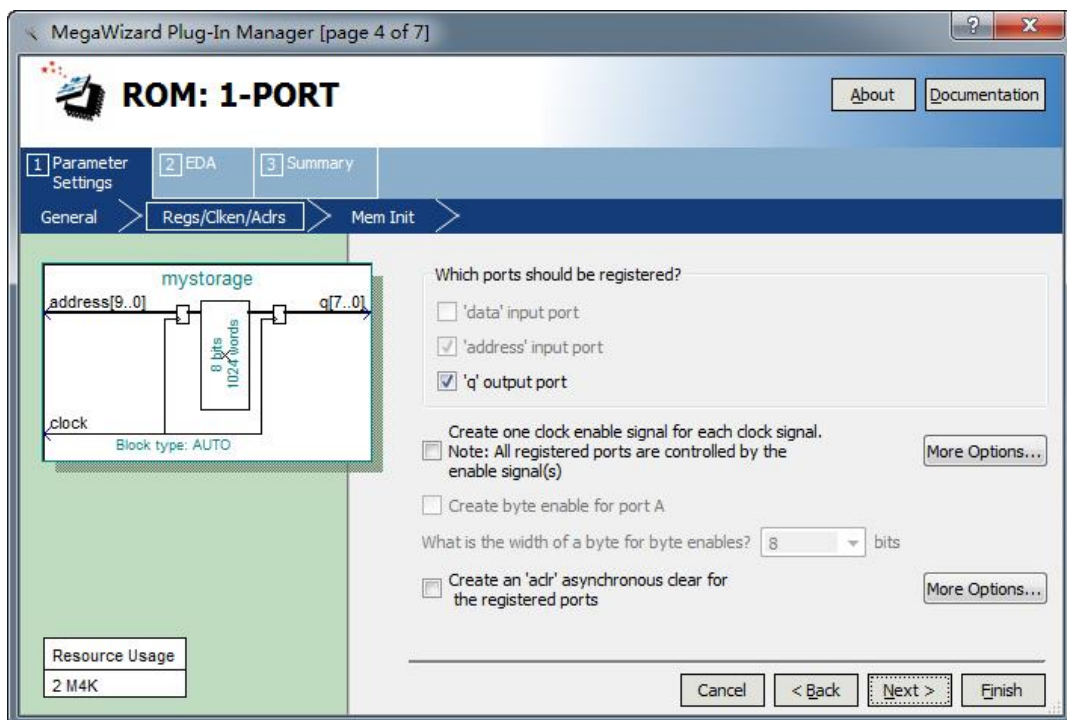 MegaWizard Plug-In Manager [page 4 of 7]
ROM: 1-PORT
About
Documentation
1 Parameter Settings
2 EDA
3 Summary
General
Regs/Clken/Aclrs
Mem Init
mystorage
address[9..0]
q[7..0]
8 bits
1024 words
clock
Block type: AUTO
Which ports should be registered?
'data' input port
'address' input port
'q' output port
Create one clock enable signal for each clock signal.
Note: All registered ports are controlled by the
enable signal(s)
More Options...
Create byte enable for port A
What is the width of a byte for byte enables? 8 bits
Create an 'aclr' asynchronous clear for
the registered ports
More Options...
Resource Usage
2 M4K
Cancel
< Back
Next >
Finish